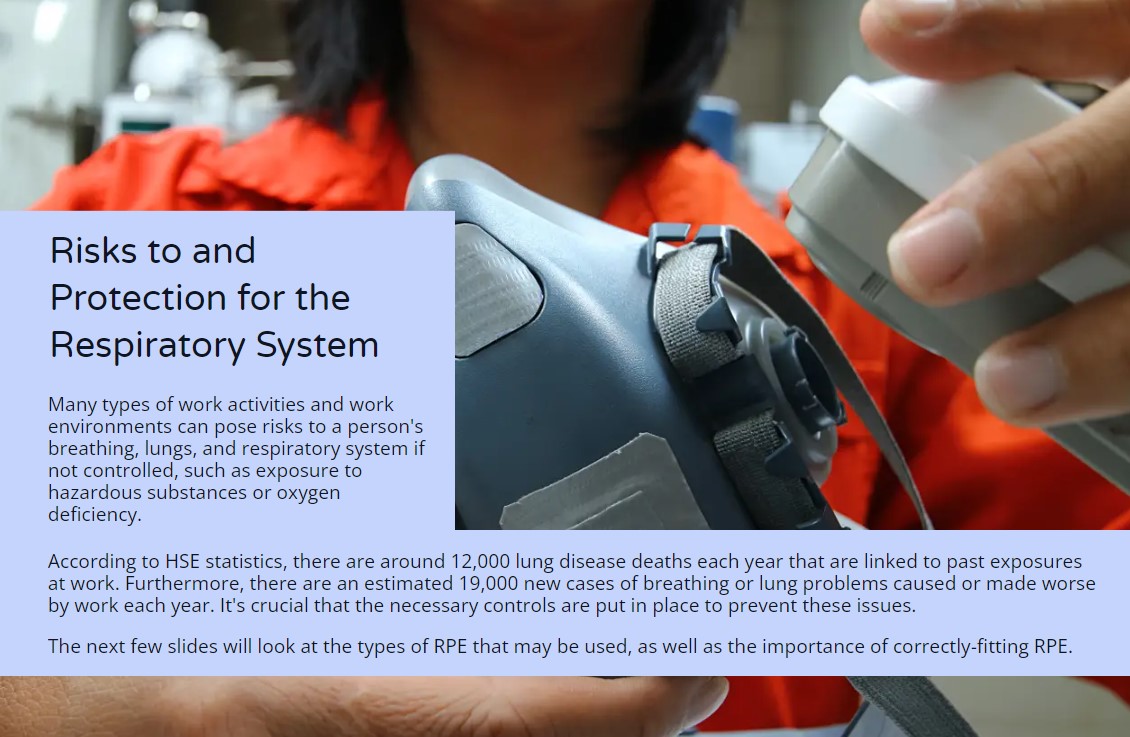 Risks to and
Protection for the
Respiratory System
Many types of work activities and work
environments can pose risks to a person's
breathing, lungs, and respiratory system if
not controlled, such as exposure to
hazardous substances or oxygen
deficiency.
According to HSE statistics, there are around 12,000 lung disease deaths each year that are linked to past exposures
at work. Furthermore, there are an estimated 19,000 new cases of breathing or lung problems caused or made worse
by work each year. It's crucial that the necessary controls are put in place to prevent these issues.
The next few slides will look at the types of RPE that may be used, as well as the importance of correctly-fitting RPE.